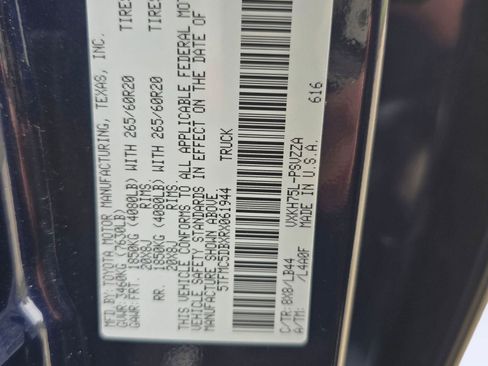 MFD. BY TOYOTA MOTOR MANUFACTURING, TEXAS, INC.
GVWR 3460KG (7630LB)
GAWR FRT. 1850KG (4080LB) WITH 265/60R20 TIRE
20X8J RIMS,
RR. 1850KG (4080LB) WITH 265/60R20 TIRE
20X8J RIMS,
THIS VEHICLE CONFORMS TO ALL APPLICABLE FEDERAL MOTO
VEHICLE SAFETY STANDARDS IN EFFECT ON THE DATE OF
MANUFACTURE SHOWN ABOVE.
5TFMC5DBXRX061944 TRUCK
C/TR: 8X8/LB44 VXKH75L-PSVZZA
A/TM: /L4A0F MADE IN U.S.A. 616